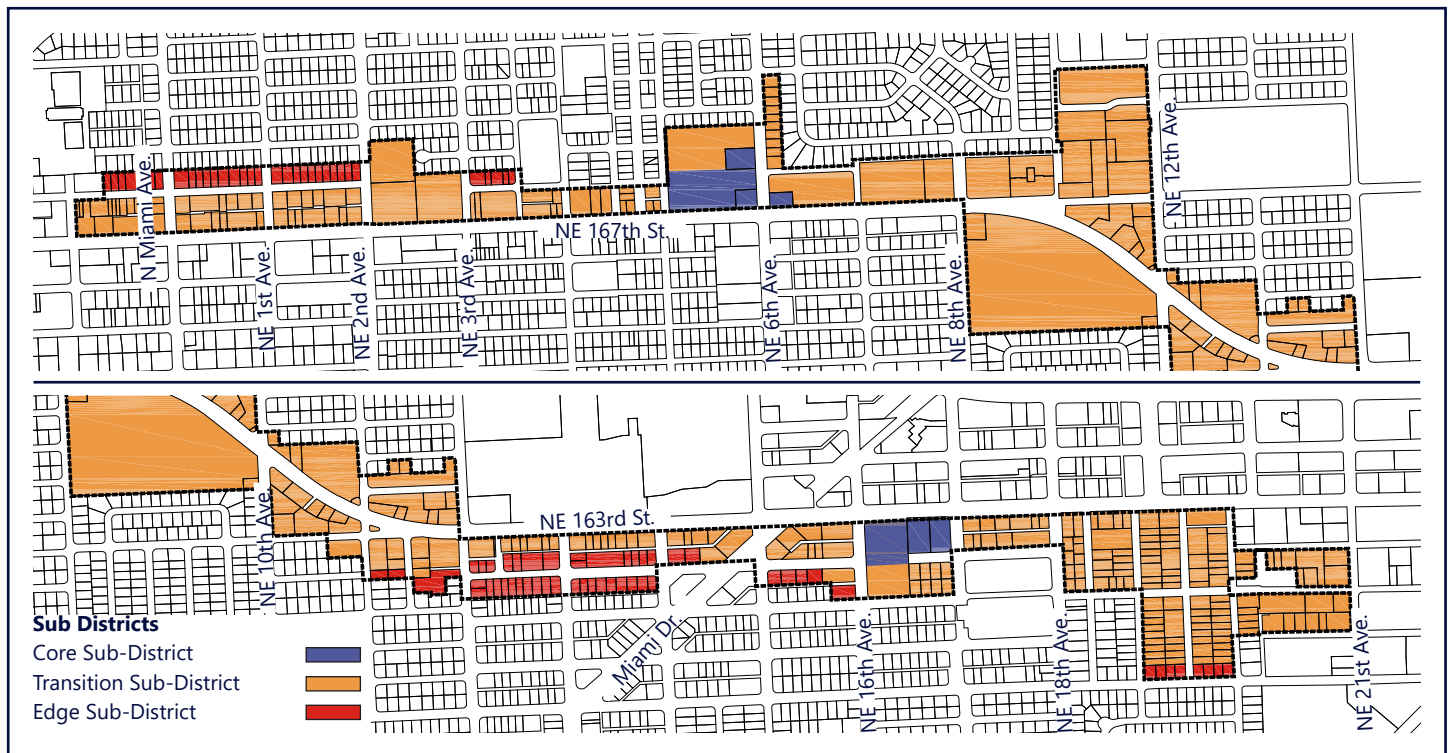 N Miami Ave.
NE 1st Ave.
NE 2nd Ave.
NE 3rd Ave.
NE 167th St.
NE 6th Ave.
NE 8th Ave.
NE 12th Ave.
NE 10th Ave.
NE 163rd St.
Miami Dr.
NE 16th Ave.
NE 18th Ave.
NE 21st Ave.
Sub Districts
Core Sub-District
Transition Sub-District
Edge Sub-District